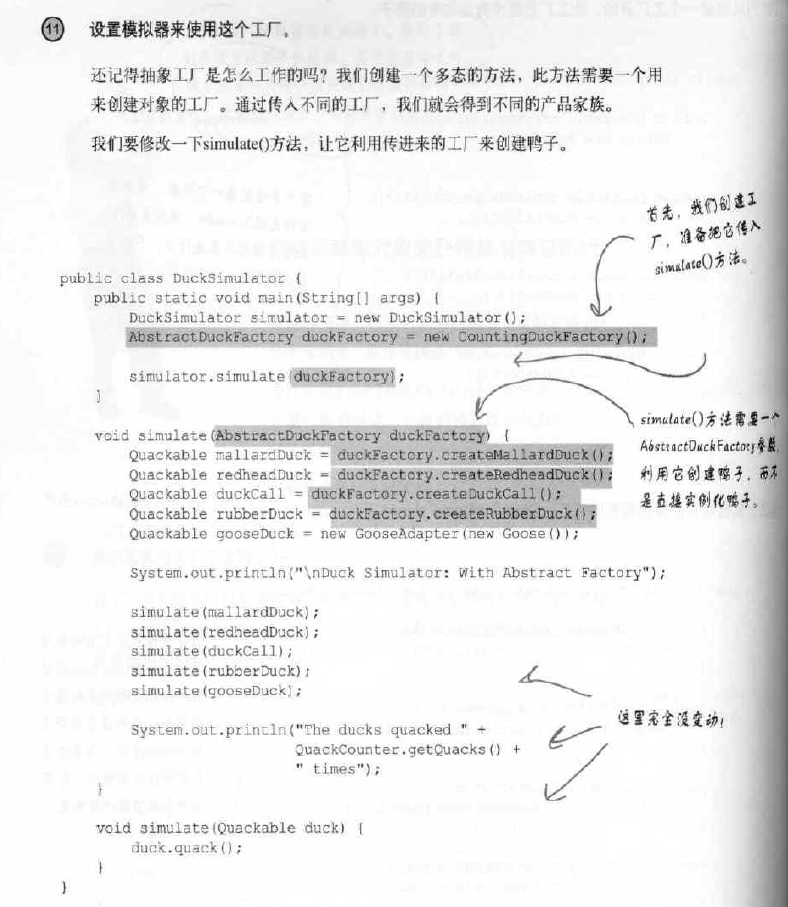 11 设置模拟器来使用这个工厂。
还记得抽象工厂是怎么工作的吗？我们创建一个多态的方法，此方法需要一个用
来创建对象的工厂。通过传入不同的工厂，我们就会得到不同的产品家族。
我们要修改一下simulate()方法，让它利用传进来的工厂来创建鸭子。
首先，我们创建工
厂，准备把它传入
simulate()方法。
public class DuckSimulator {
public static void main(String[] args) {
DuckSimulator simulator = new DuckSimulator();
AbstractDuckFactory duckFactory = new CountingDuckFactory();
simulator.simulate(duckFactory);
}
void simulate(AbstractDuckFactory duckFactory) {
Quackable mallardDuck = duckFactory.createMallardDuck();
Quackable redheadDuck = duckFactory.createRedheadDuck();
Quackable duckCall = duckFactory.createDuckCall();
Quackable rubberDuck = duckFactory.createRubberDuck();
Quackable gooseDuck = new GooseAdapter(new Goose());
simulate()方法需要一个
AbstractDuckFactory参数，
利用它创建鸭子，而不
是直接实例化鸭子。
System.out.println("\nDuck Simulator: With Abstract Factory");
simulate(mallardDuck);
simulate(redheadDuck);
simulate(duckCall);
simulate(rubberDuck);
simulate(gooseDuck);
这里完全没变动！
System.out.println("The ducks quacked " +
QuackCounter.getQuacks() +
" times");
}
void simulate(Quackable duck) {
duck.quack();
}
}